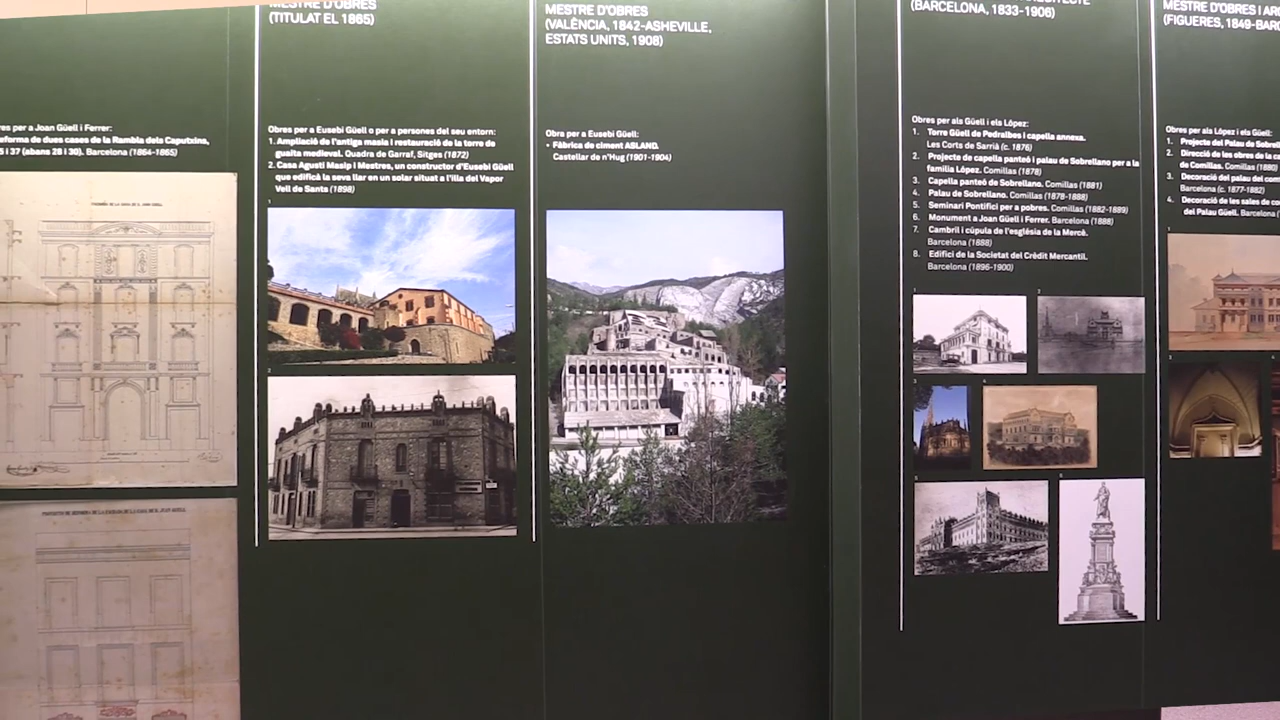 res per a Joan Güell i Ferrer:
eforma de dues cases de la Rambla dels Caputxins,
5 i 37 (abans 28 i 30). Barcelona (1864-1865)
MESTRE D'OBRES
(TITULAT EL 1865)
Obres per a Eusebi Güell o per a persones del seu entorn:
1. Ampliació de l'antiga masia i restauració de la torre de
guaita medieval. Quadra de Garraf, Sitges (1872)
2. Casa Agustí Masip i Mestres, un constructor d'Eusebi Güell
que edificà la seva llar en un solar situat a l'illa del Vapor
Vell de Sants (1898)
1
2
MESTRE D'OBRES
(VALÈNCIA, 1842-ASHEVILLE,
ESTATS UNITS, 1908)
Obra per a Eusebi Güell:
• Fàbrica de ciment ASLAND.
Castellar de n'Hug (1901-1904)
(BARCELONA, 1833-1906)
Obres per als Güell i els López:
1. Torre Güell de Pedralbes i capella annexa.
Les Corts de Sarrià (c. 1876)
2. Projecte de capella panteó i palau de Sobrellano per a la
família López. Comillas (1878)
3. Capella panteó de Sobrellano. Comillas (1881)
4. Palau de Sobrellano. Comillas (1878-1888)
5. Seminari Pontifici per a pobres. Comillas (1882-1889)
6. Monument a Joan Güell i Ferrer. Barcelona (1888)
7. Cambril i cúpula de l'església de la Mercè.
Barcelona (1888)
8. Edifici de la Societat del Crèdit Mercantil.
Barcelona (1896-1900)
MESTRE D'OBRES I AR
(FIGUERES, 1849-BARC
Obres per als López i els Güell:
1. Projecte del Palau de Sobre
2. Direcció de les obres de la c
de Comillas. Comillas (1880)
3. Decoració del palau del com
Barcelona (c. 1877-1882)
4. Decoració de les sales de co
del Palau Güell. Barcelona (